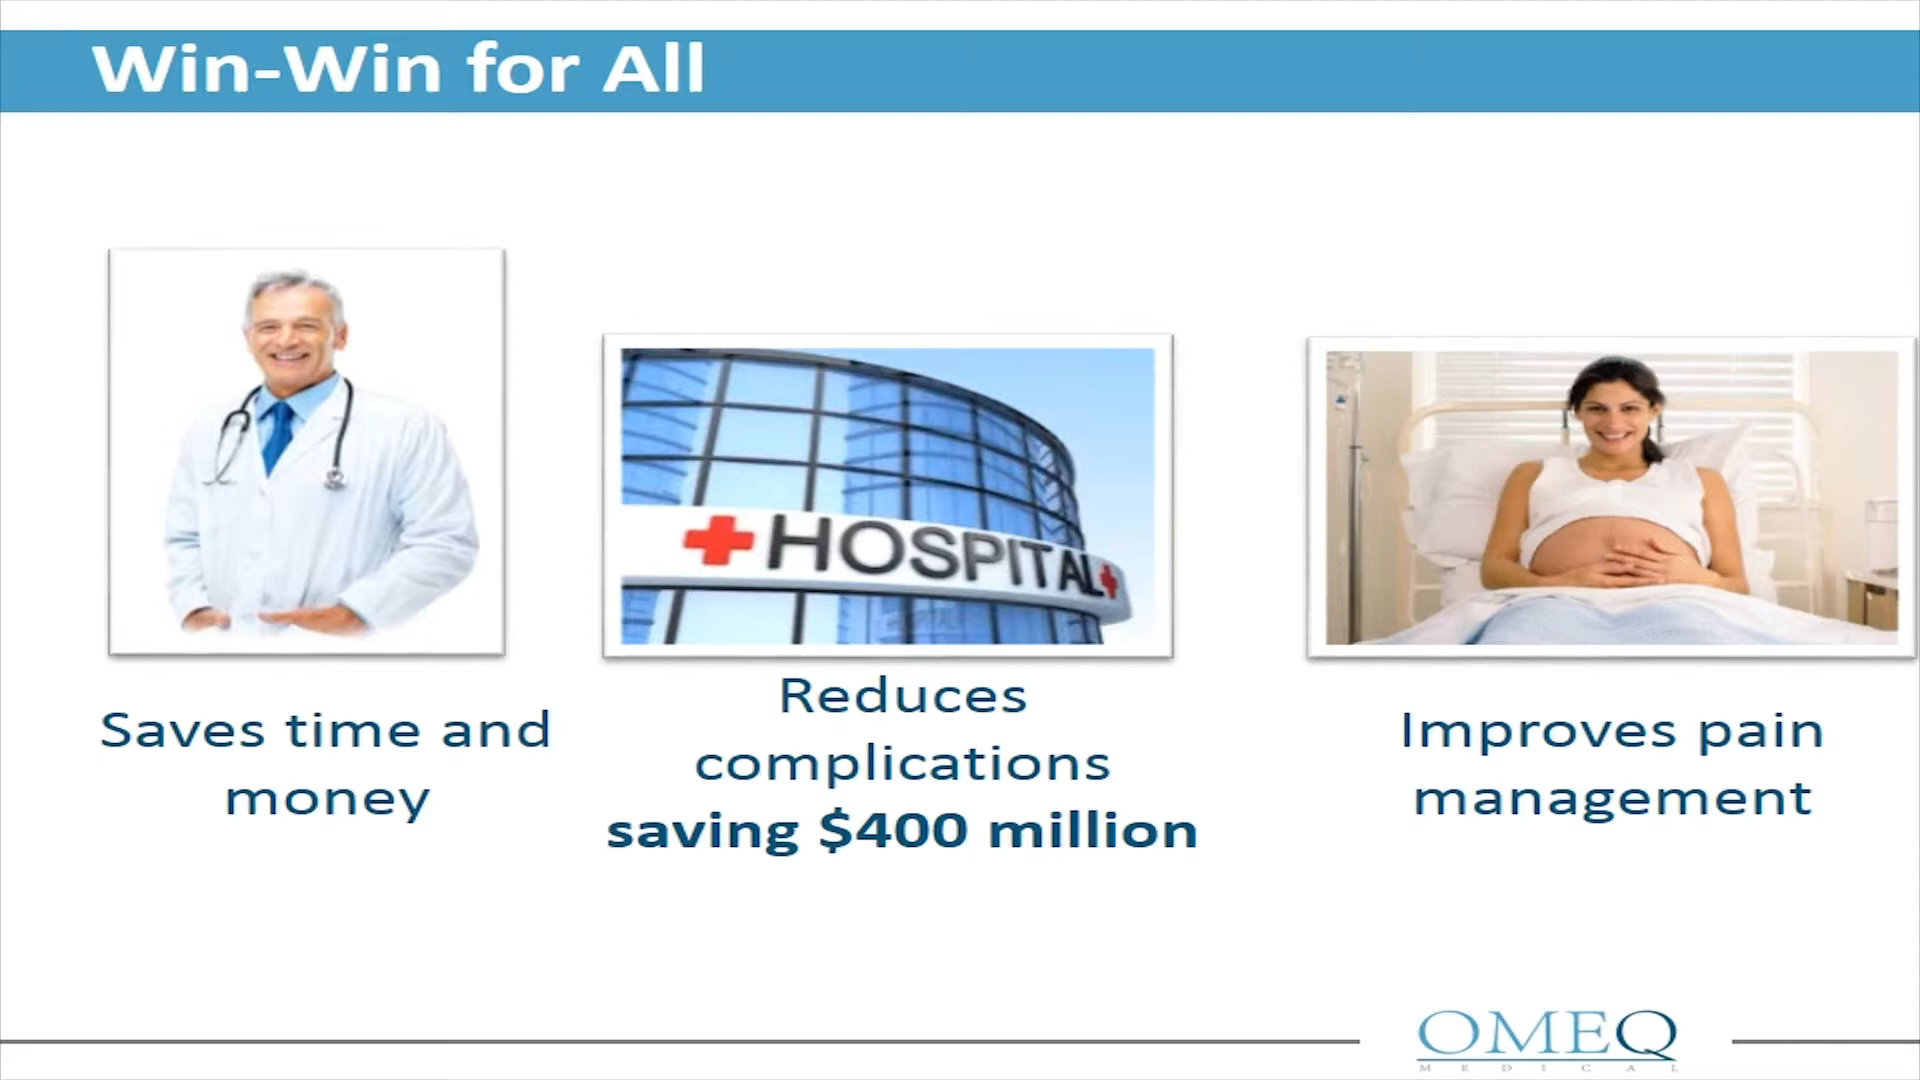 Win-Win for All
HOSPITAL
Saves time and
money
Reduces
complications
saving $400 million
Improves pain
management
OMEQ
MEDICAL